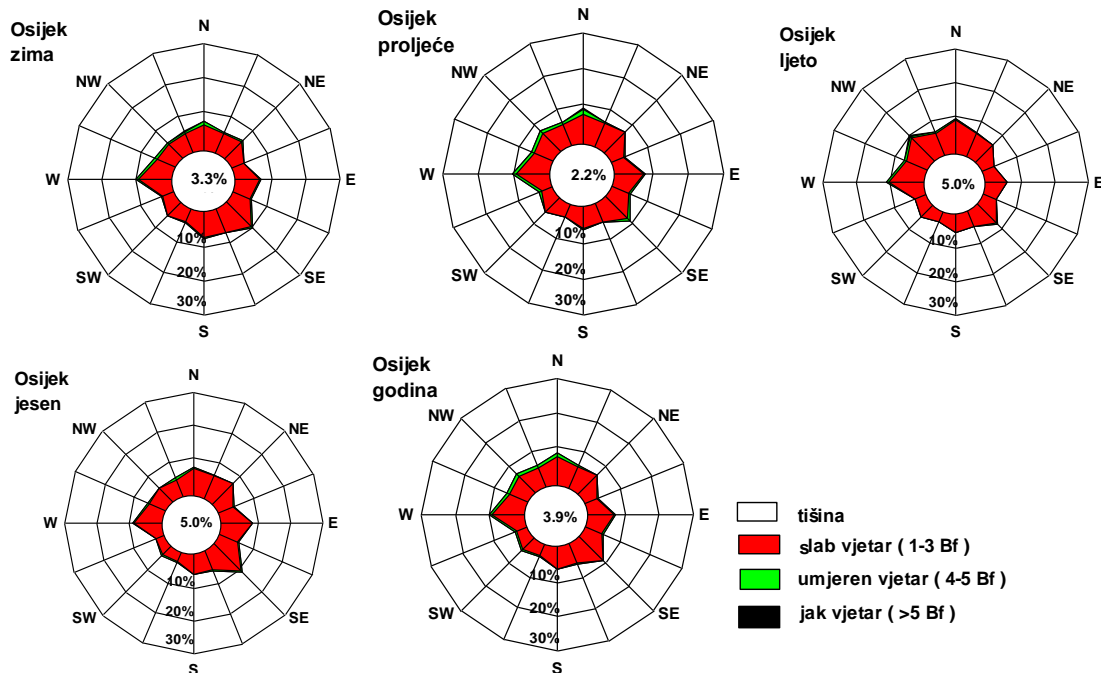 Osijek
zima
N
NW
NE
W
3.3%
E
10%
SW
20%
SE
30%
S
Osijek
proljeće
N
NW
NE
W
2.2%
E
10%
SW
20%
SE
30%
S
Osijek
ljeto
N
NW
NE
W
5.0%
E
10%
SW
20%
SE
30%
S
Osijek
jesen
N
NW
NE
W
5.0%
E
10%
SW
20%
SE
30%
S
Osijek
godina
N
NW
NE
W
3.9%
E
10%
SW
20%
SE
30%
S
tišina
slab vjetar ( 1-3 Bf )
umjeren vjetar ( 4-5 Bf )
jak vjetar ( >5 Bf )